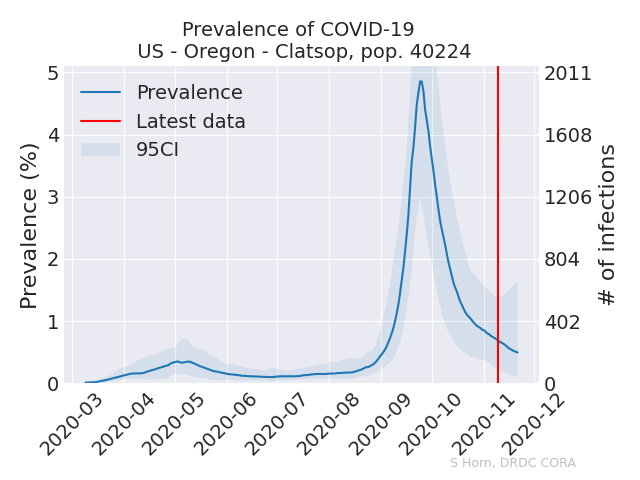 Prevalence of COVID-19
US - Oregon - Clatsop, pop. 40224
Prevalence
Latest data
95CI
Prevalence (%)
5
4
3
2
1
0
2011
1608
1206
804
402
0
# of infections
2020-03
2020-04
2020-05
2020-06
2020-07
2020-08
2020-09
2020-10
2020-11
2020-12
S Horn, DRDC CORA